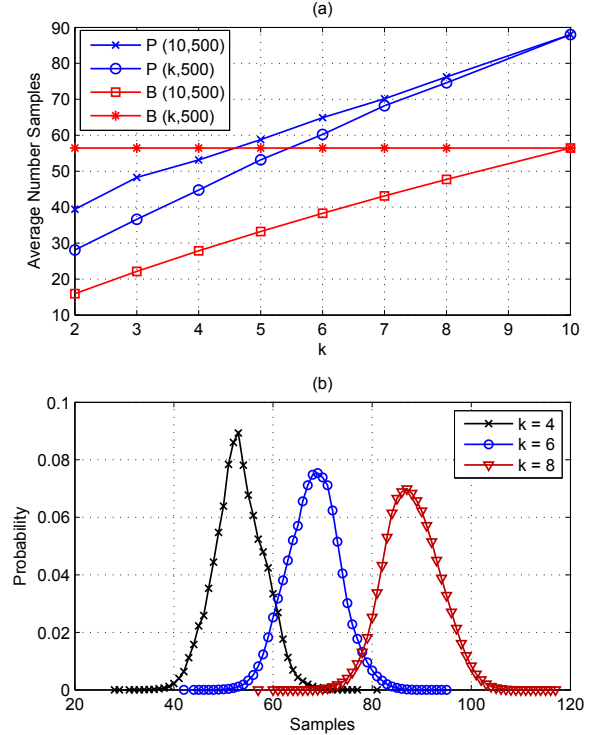 (a)
Average Number Samples
90
80
70
60
50
40
30
20
10
P (10,500)
P (k,500)
B (10,500)
B (k,500)
2 3 4 5 6 7 8 9 10
k
(b)
Probability
0.1
0.08
0.06
0.04
0.02
0
k = 4
k = 6
k = 8
20 40 60 80 100 120
Samples